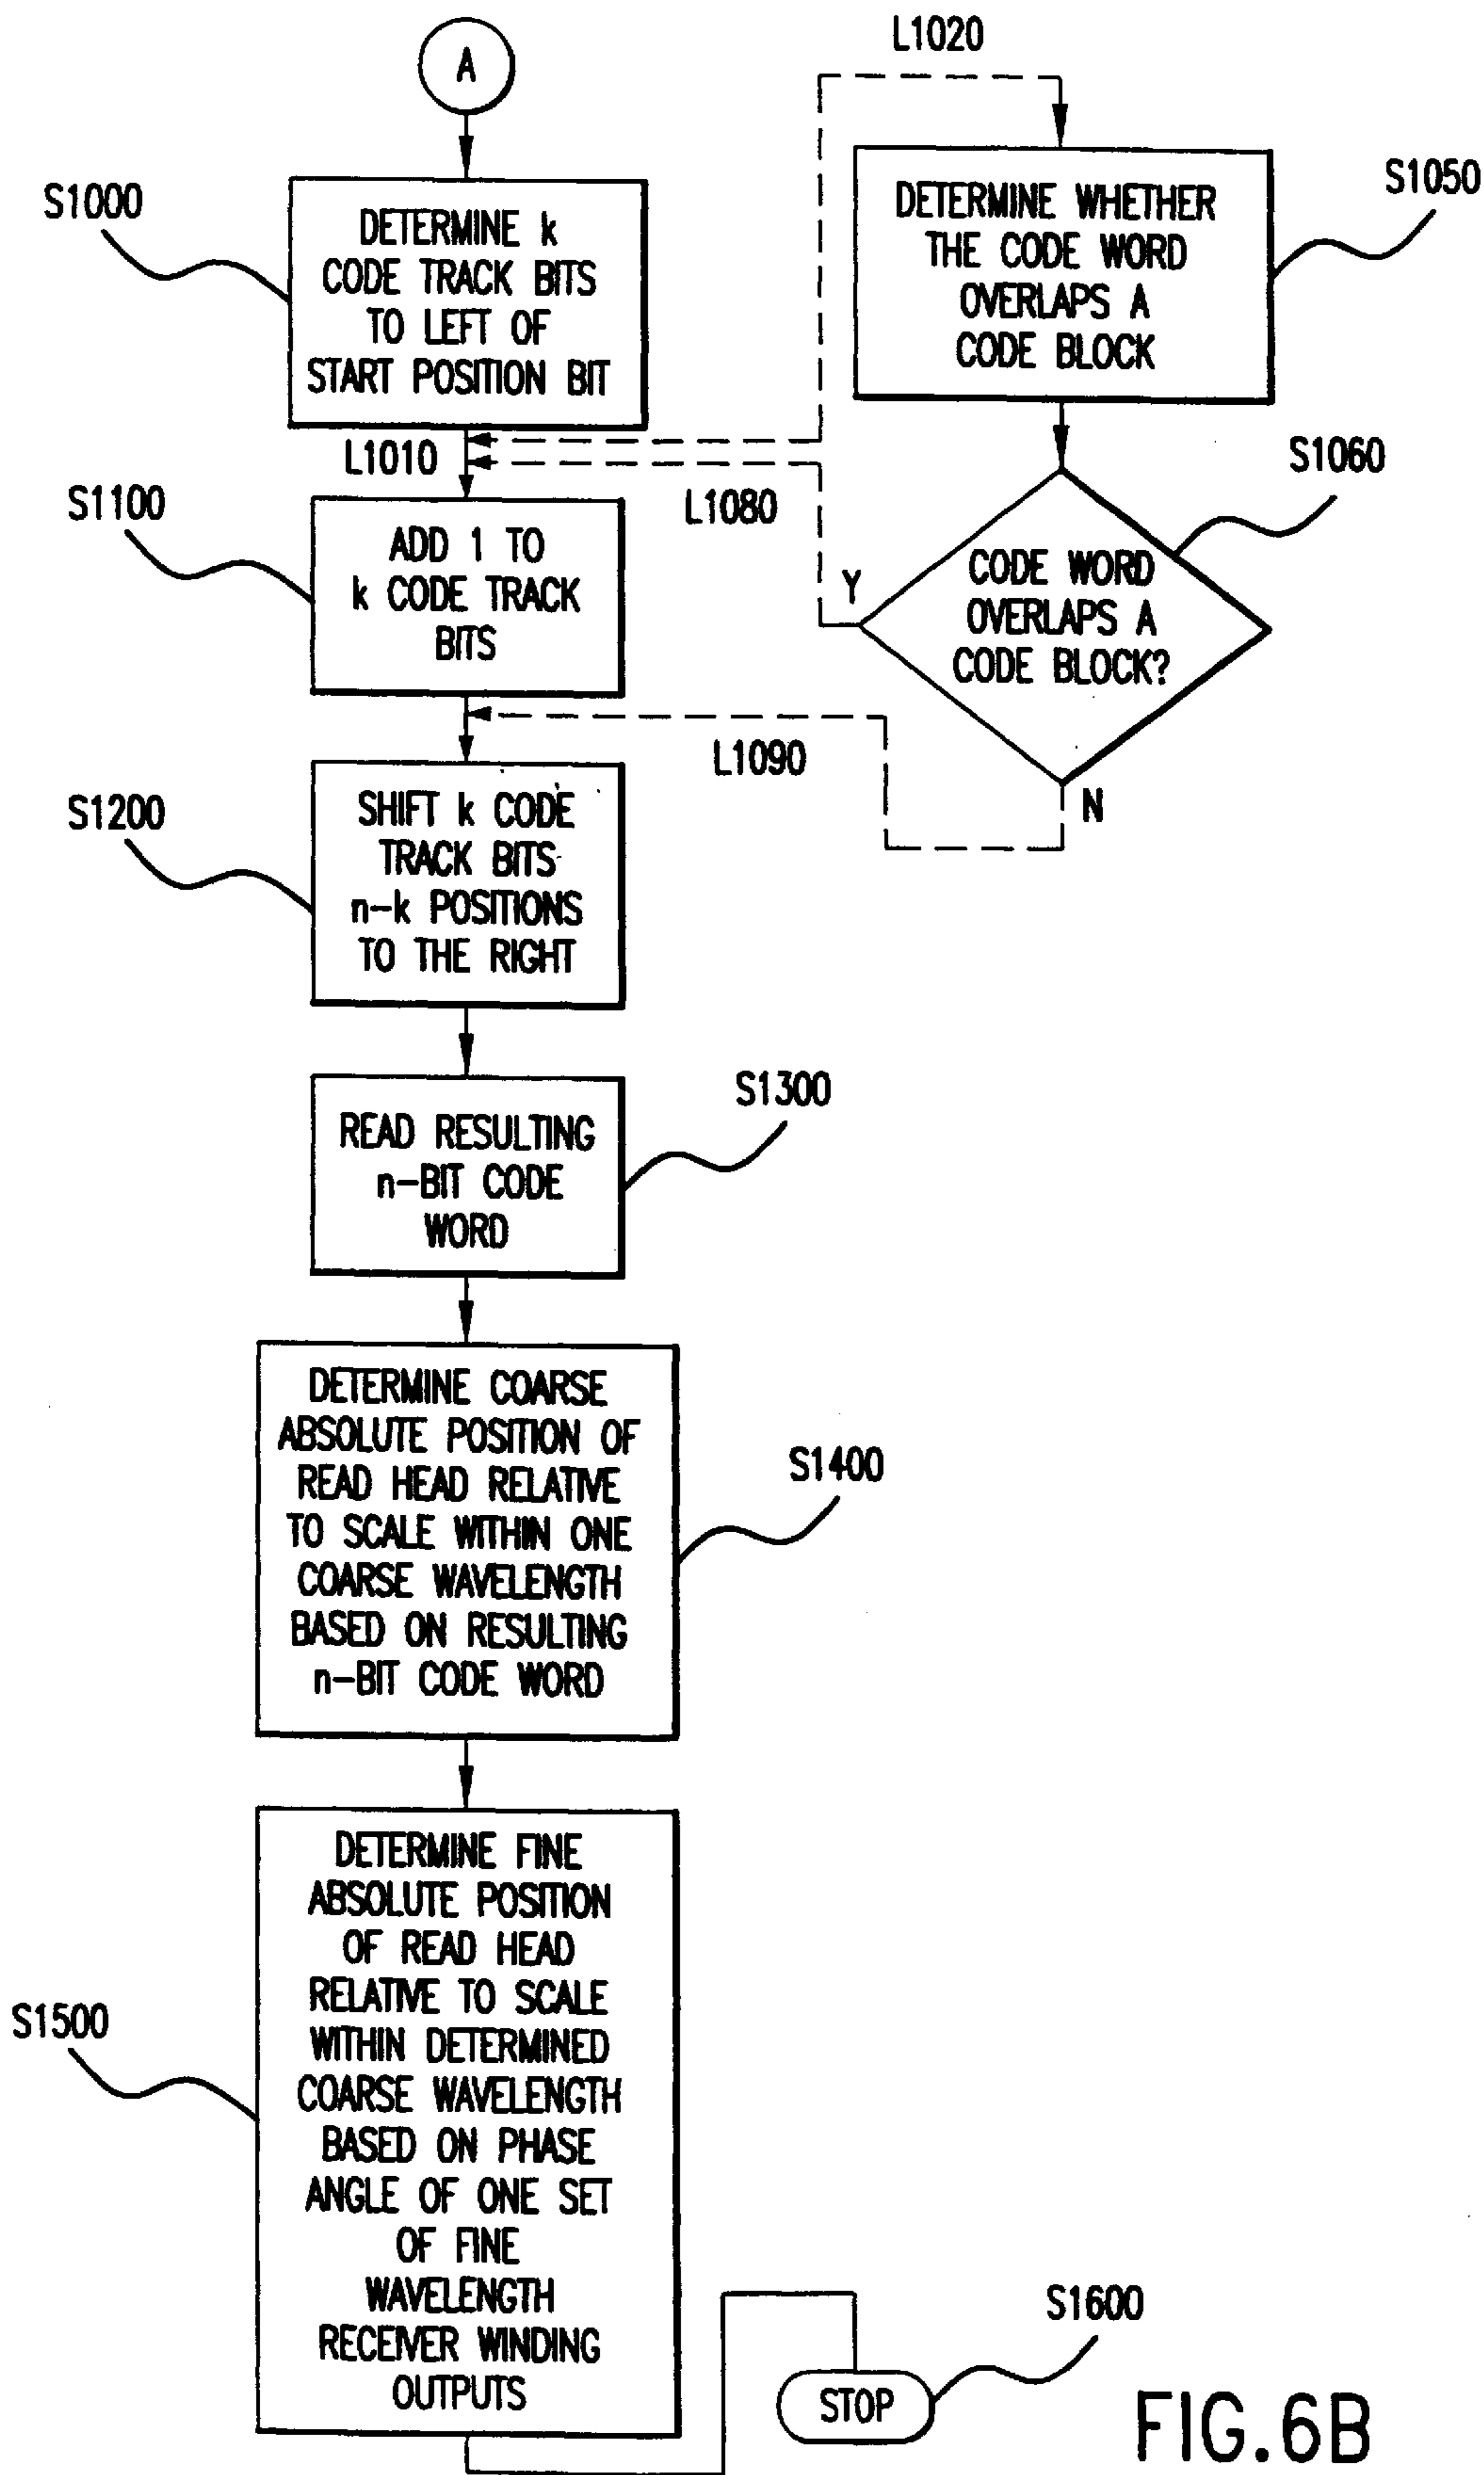 A
L1020
S1000
DETERMINE k
CODE TRACK BITS
TO LEFT OF
START POSITION BIT
S1050
DETERMINE WHETHER
THE CODE WORD
OVERLAPS A
CODE BLOCK
L1010
L1080
S1060
CODE WORD
OVERLAPS A
CODE BLOCK?
Y
N
S1100
ADD 1 TO
k CODE TRACK
BITS
L1090
S1200
SHIFT k CODE
TRACK BITS
n-k POSITIONS
TO THE RIGHT
S1300
READ RESULTING
n-BIT CODE
WORD
S1400
DETERMINE COARSE
ABSOLUTE POSITION OF
READ HEAD RELATIVE
TO SCALE WITHIN ONE
COARSE WAVELENGTH
BASED ON RESULTING
n-BIT CODE WORD
S1500
DETERMINE FINE
ABSOLUTE POSITION
OF READ HEAD
RELATIVE TO SCALE
WITHIN DETERMINED
COARSE WAVELENGTH
BASED ON PHASE
ANGLE OF ONE SET
OF FINE
WAVELENGTH
RECEIVER WINDING
OUTPUTS
S1600
STOP
FIG.6B